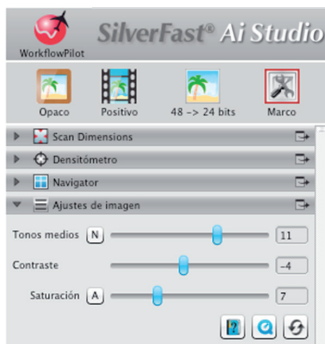 SilverFast® Ai Studio
WorkflowPilot
Opaco Positivo 48 -> 24 bits Marco
Scan Dimensions
Densitómetro
Navigator
Ajustes de imagen
Tonos medios N 11
Contraste -4
Saturación A 7